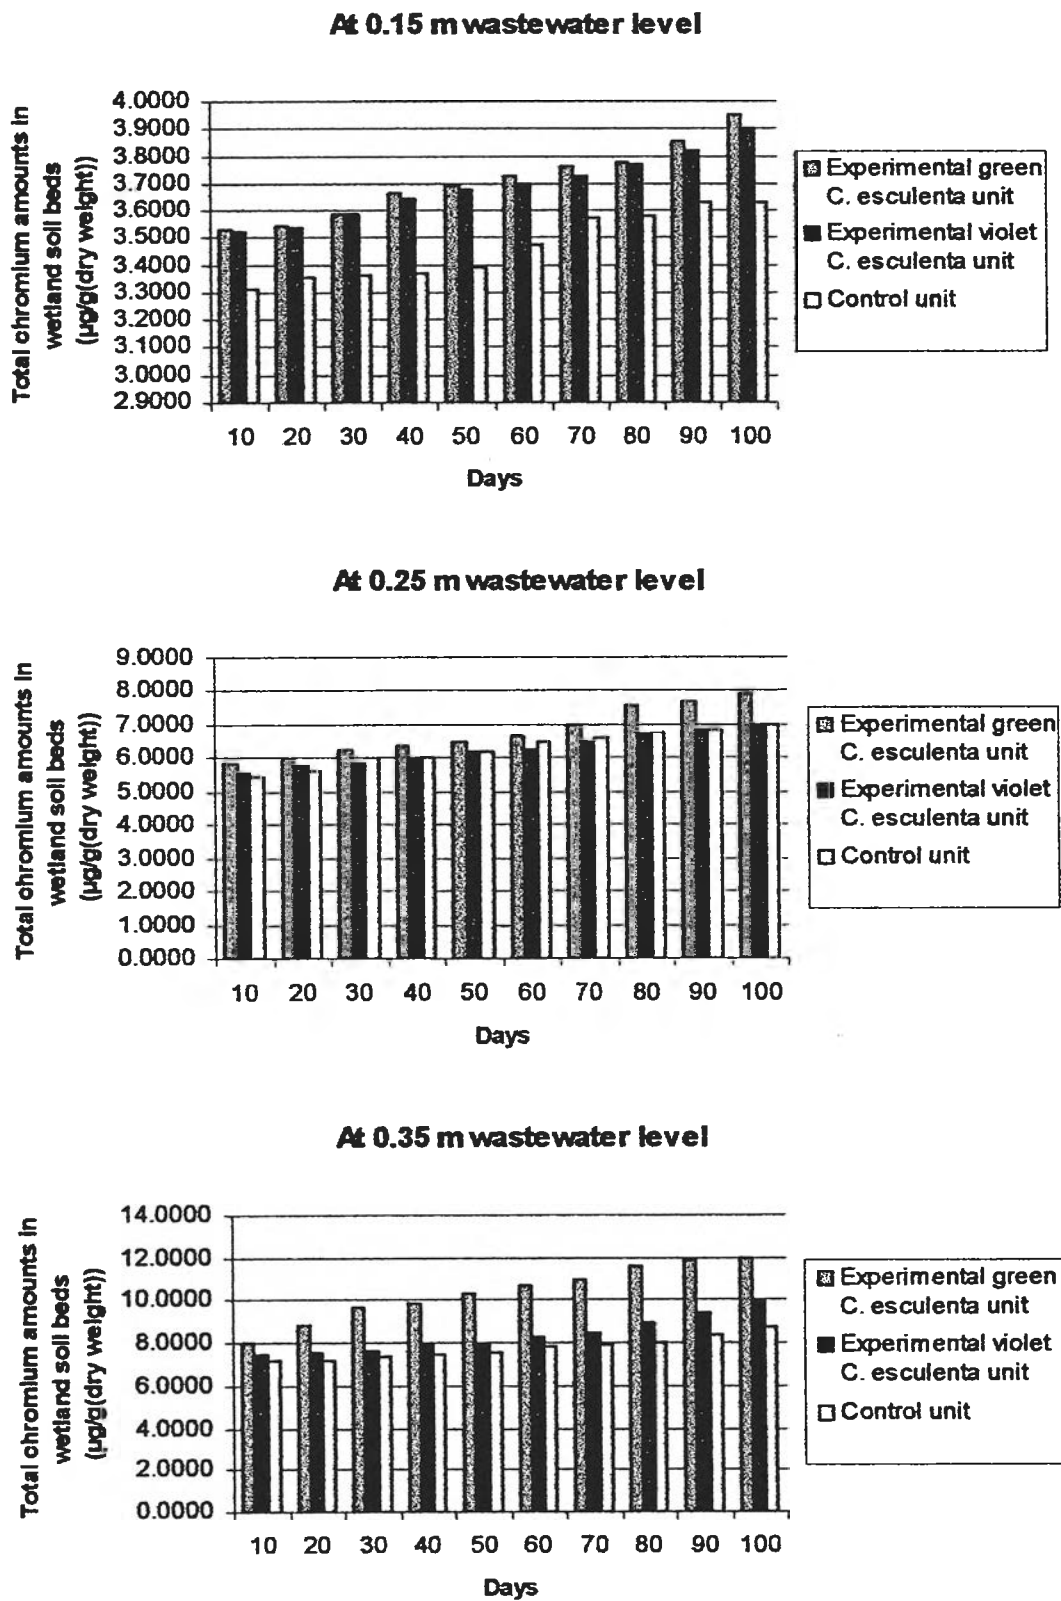 At 0.15 m wastewater level
Total chromium amounts in
wetland soil beds
(µg/g(dry weight))
4.0000
3.9000
3.8000
3.7000
3.6000
3.5000
3.4000
3.3000
3.2000
3.1000
3.0000
2.9000
10 20 30 40 50 60 70 80 90 100
Days
Experimental green
C. esculenta unit
Experimental violet
C. esculenta unit
Control unit
At 0.25 m wastewater level
Total chromium amounts in
wetland soil beds
(µg/g(dry weight))
9.0000
8.0000
7.0000
6.0000
5.0000
4.0000
3.0000
2.0000
1.0000
0.0000
10 20 30 40 50 60 70 80 90 100
Days
Experimental green
C. esculenta unit
Experimental violet
C. esculenta unit
Control unit
At 0.35 m wastewater level
Total chromium amounts in
wetland soil beds
(µg/g(dry weight))
14.0000
12.0000
10.0000
8.0000
6.0000
4.0000
2.0000
0.0000
10 20 30 40 50 60 70 80 90 100
Days
Experimental green
C. esculenta unit
Experimental violet
C. esculenta unit
Control unit